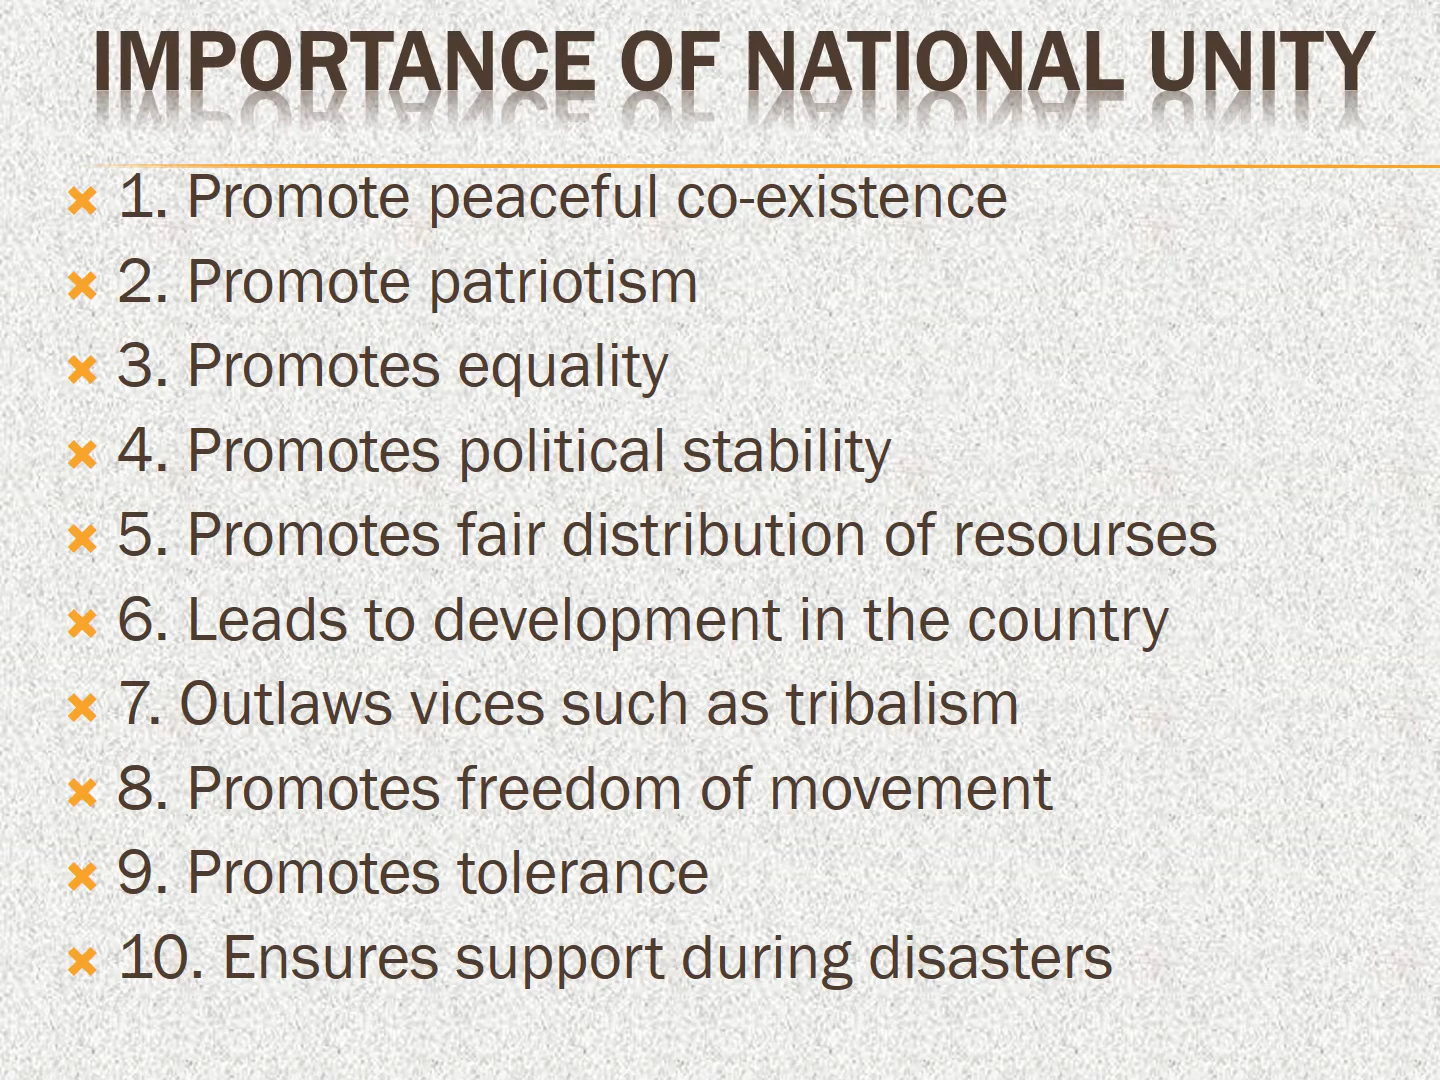 IMPORTANCE OF NATIONAL UNITY
1. Promote peaceful co-existence
2. Promote patriotism
3. Promotes equality
4. Promotes political stability
5. Promotes fair distribution of resourses
6. Leads to development in the country
7. Outlaws vices such as tribalism
8. Promotes freedom of movement
9. Promotes tolerance
10. Ensures support during disasters